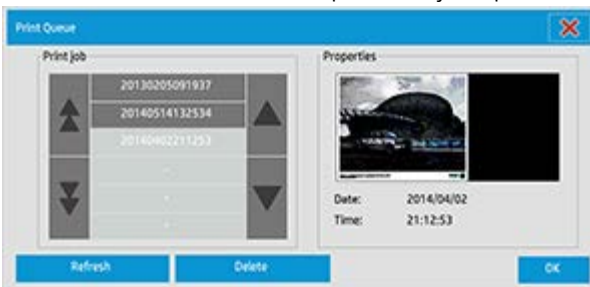 Print Queue
Print job
20130205091937
20140514132534
20140402211253
Properties
Date: 2014/04/02
Time: 21:12:53
Refresh
Delete
OK